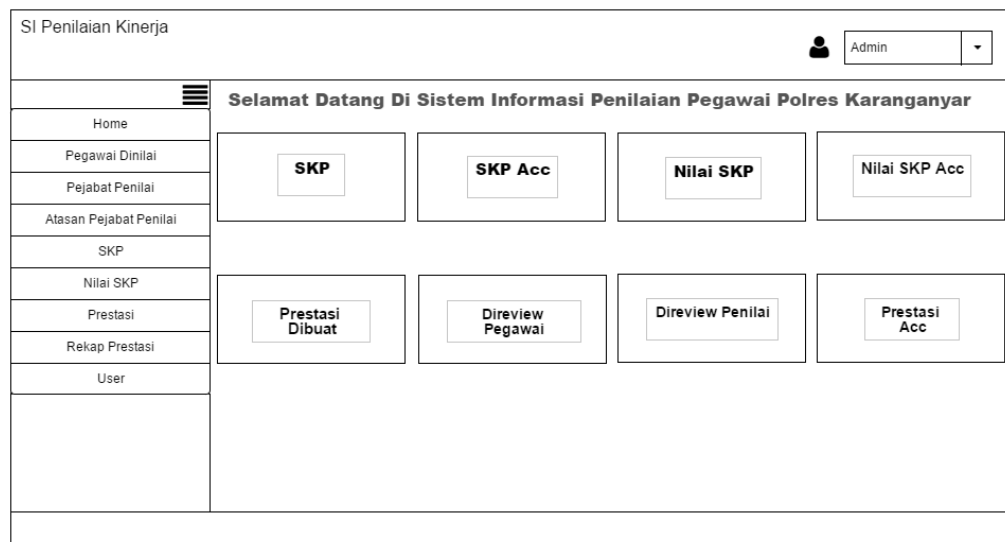 SI Penilaian Kinerja
Admin
Selamat Datang Di Sistem Informasi Penilaian Pegawai Polres Karanganyar
Home
Pegawai Dinilai
Pejabat Penilai
Atasan Pejabat Penilai
SKP
Nilai SKP
Prestasi
Rekap Prestasi
User
SKP
SKP Acc
Nilai SKP
Nilai SKP Acc
Prestasi
Dibuat
Direview
Pegawai
Direview Penilai
Prestasi
Acc